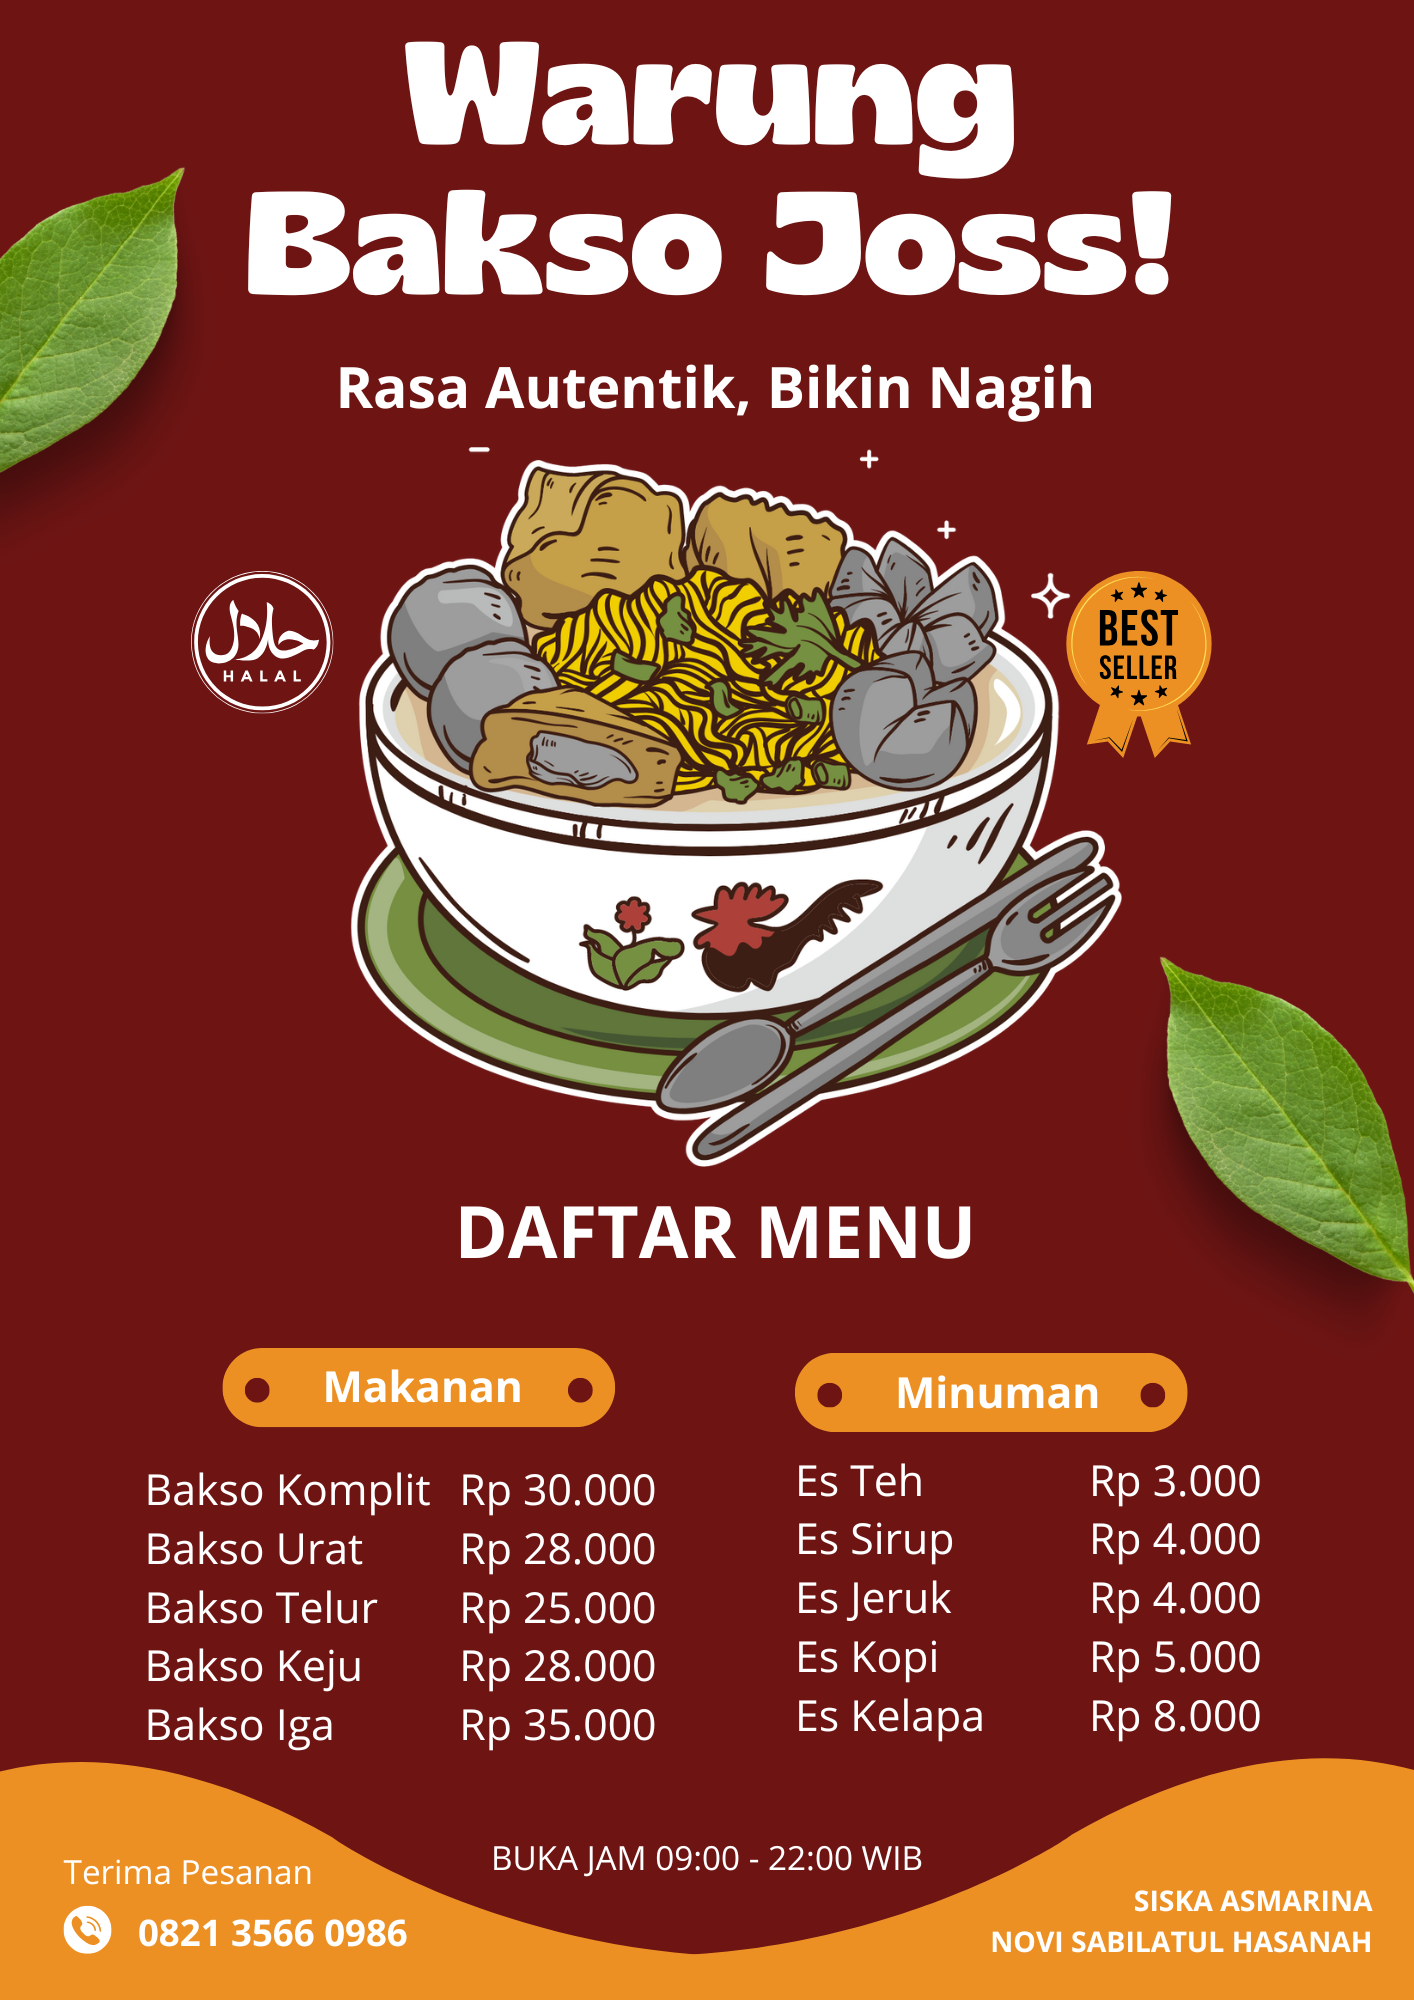 Warung
Bakso Joss!
Rasa Autentik, Bikin Nagih
حلال
HALAL
BEST
SELLER
DAFTAR MENU
Makanan
Bakso Komplit Rp 30.000
Bakso Urat Rp 28.000
Bakso Telur Rp 25.000
Bakso Keju Rp 28.000
Bakso Iga Rp 35.000
Minuman
Es Teh Rp 3.000
Es Sirup Rp 4.000
Es Jeruk Rp 4.000
Es Kopi Rp 5.000
Es Kelapa Rp 8.000
Terima Pesanan
0821 3566 0986
BUKA JAM 09:00 - 22:00 WIB
SISKA ASMARINA
NOVI SABILATUL HASANAH